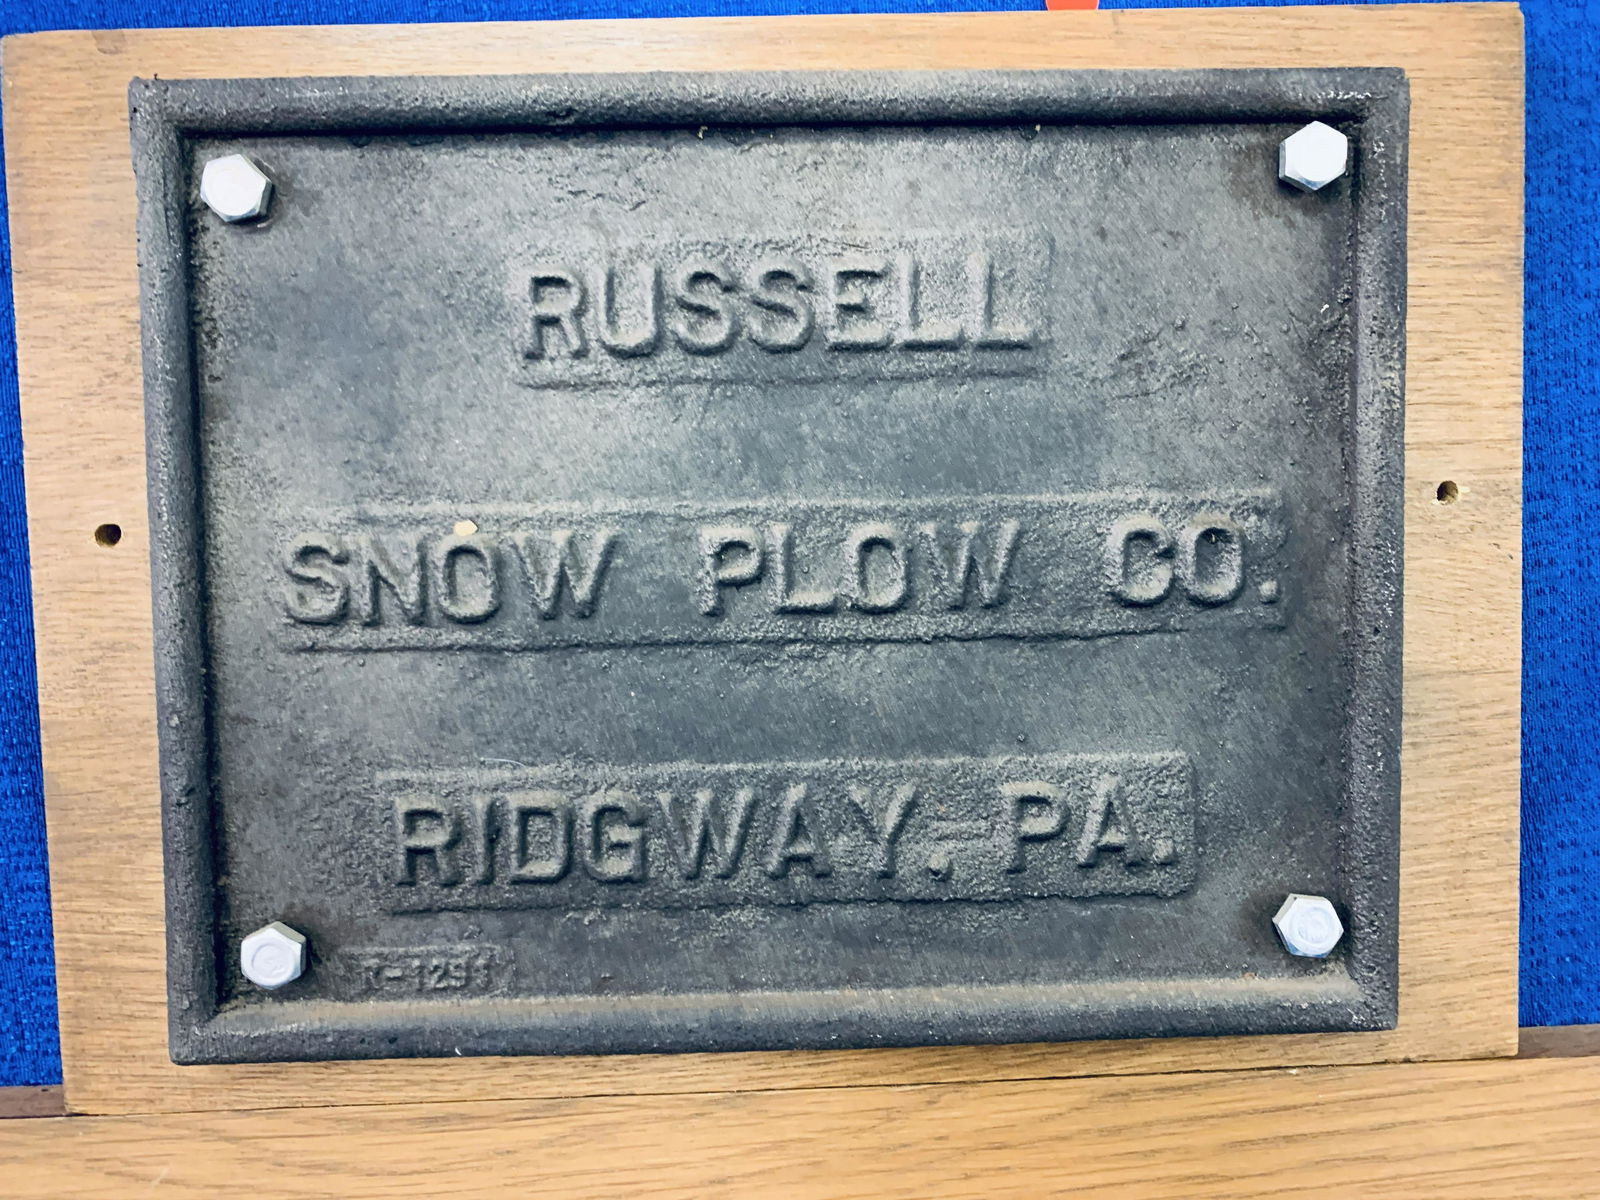 RUSSELL
SNOW PLOW CO.
RIDGWAY. PA.